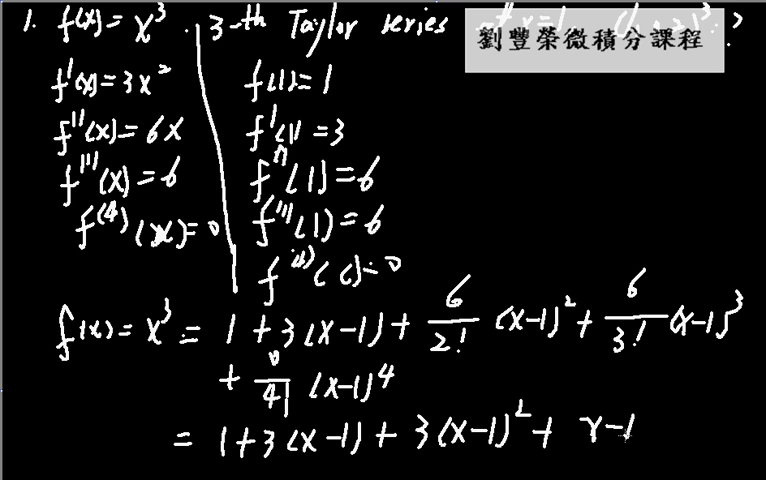 1. f(x) = x³ . 3-th Taylor series at x=1
劉豐榮微積分課程
f'(x) = 3x² f(1) = 1
f''(x) = 6x f'(1) = 3
f'''(x) = 6 f''(1) = 6
f⁽⁴⁾(x) = 0 f'''(1) = 6
f⁽⁴⁾( ) = 0
f(x) = x³ = 1 + 3(x-1) + 6/2! (x-1)² + 6/3! (x-1)³
+ 0/4! (x-1)⁴
= 1 + 3(x-1) + 3(x-1)² + x-1